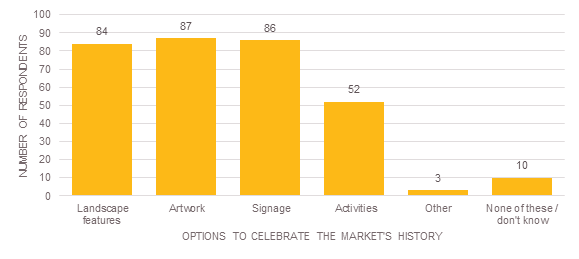 100
90
80
70
60
50
40
30
20
10
0
NUMBER OF RESPONDENTS
84
87
86
52
3
10
Landscape
features
Artwork
Signage
Activities
Other
None of these /
don't know
OPTIONS TO CELEBRATE THE MARKET'S HISTORY